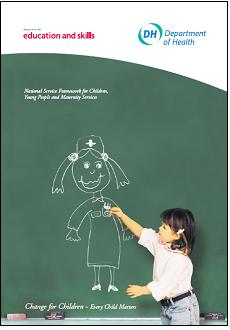 department for
education and skills
DH Department
of Health
National Service Framework for Children,
Young People and Maternity Services
Change for Children - Every Child Matters